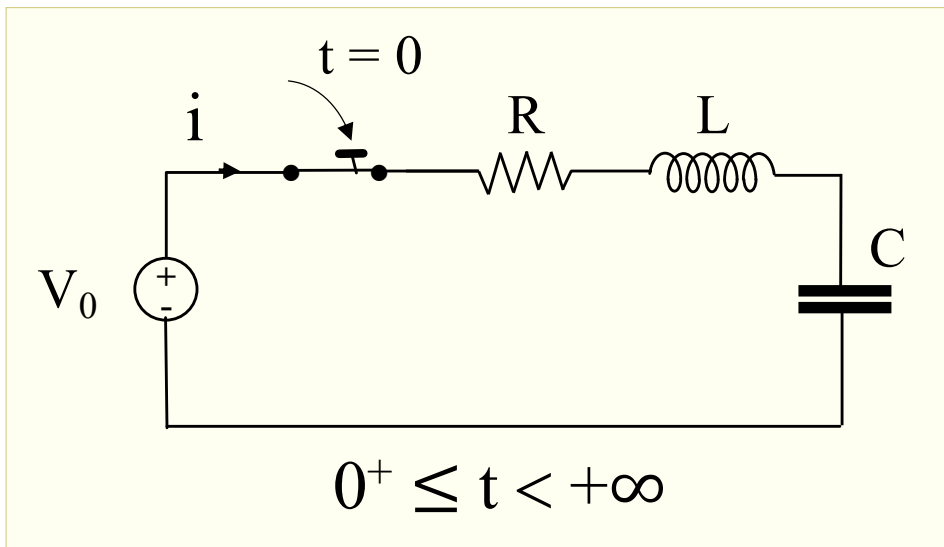 t = 0
i
R
L
C
V₀
+
-
0⁺ ≤ t < +∞